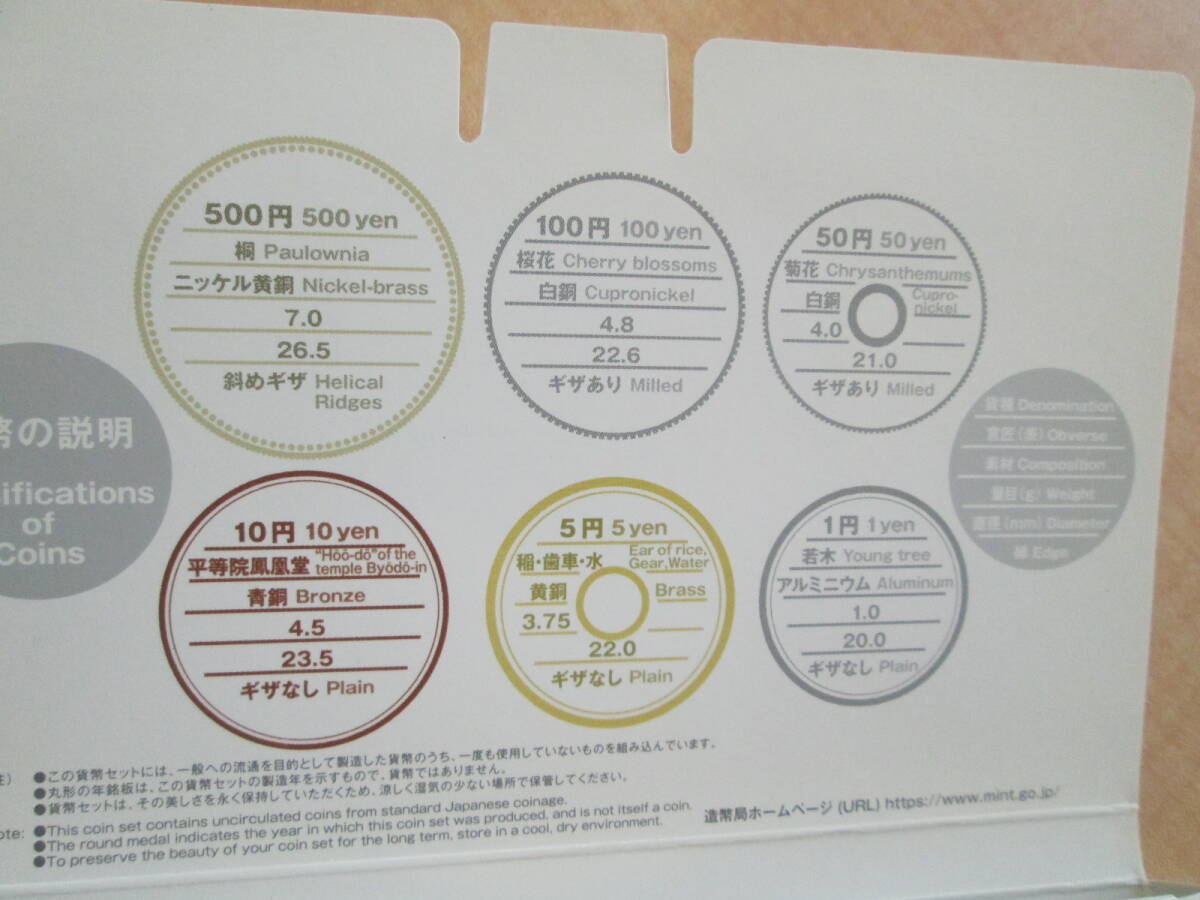 500円 500 yen
桐 Paulownia
ニッケル黄銅 Nickel-brass
7.0
26.5
斜めギザ Helical
Ridges
100円 100 yen
桜花 Cherry blossoms
白銅 Cupronickel
4.8
22.6
ギザあり Milled
50円 50 yen
菊花 Chrysanthemums
白銅 Cupro-
nickel
4.0
21.0
ギザあり Milled
幣の説明
ifications
of
Coins
貨種 Denomination
意匠(表) Obverse
素材 Composition
量目(g) Weight
直径(mm) Diameter
縁 Edge
10円 10 yen
平等院鳳凰堂 "Hōō-dō" of the
temple Byōdō-in
青銅 Bronze
4.5
23.5
ギザなし Plain
5円 5 yen
稲・歯車・水 Ear of rice,
Gear, Water
黄銅 Brass
3.75
22.0
ギザなし Plain
1円 1 yen
若木 Young tree
アルミニウム Aluminum
1.0
20.0
ギザなし Plain
注) ●この貨幣セットには、一般への流通を目的として製造した貨幣のうち、一度も使用していないものを組み込んでいます。
●丸形の年銘板は、この貨幣セットの製造年を示すもので、貨幣ではありません。
●貨幣セットは、その美しさを永く保持していただくため、涼しく湿気の少ない場所で保管してください。
ote: ●This coin set contains uncirculated coins from standard Japanese coinage.
●The round medal indicates the year in which this coin set was produced, and is not itself a coin.
●To preserve the beauty of your coin set for the long term, store in a cool, dry environment.
造幣局ホームページ (URL) https://www.mint.go.jp/